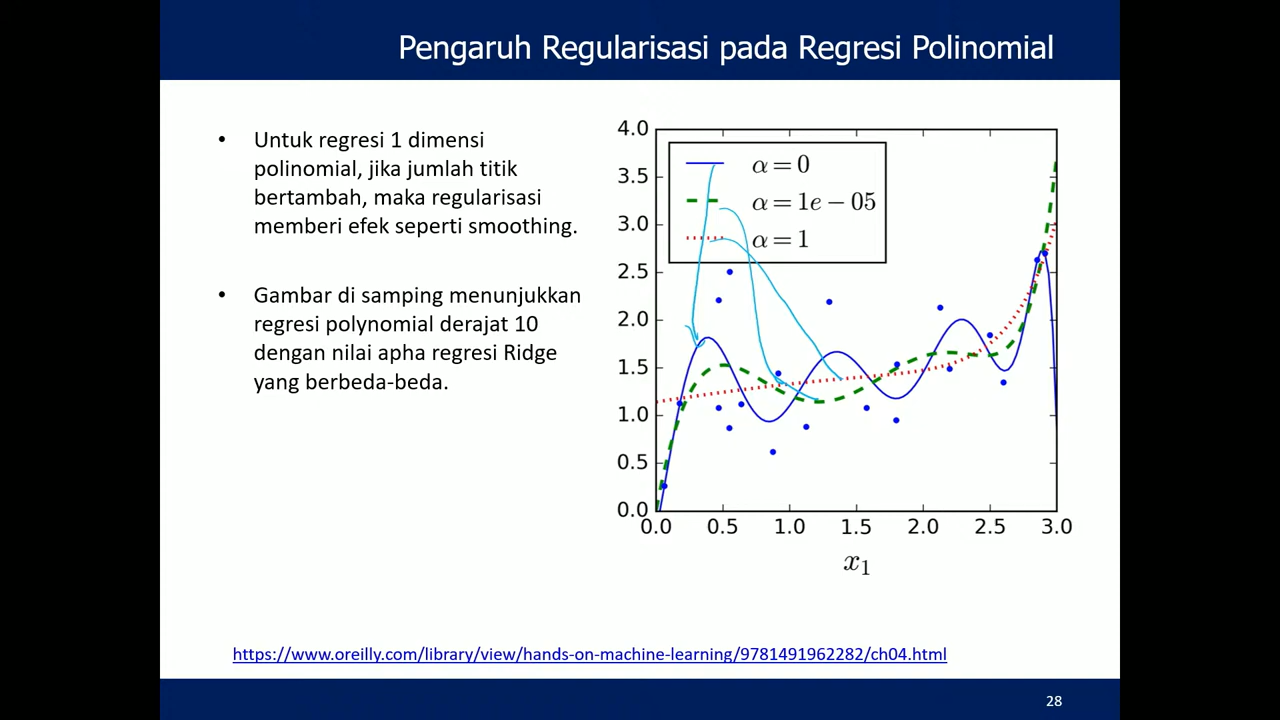 Pengaruh Regularisasi pada Regresi Polinomial
• Untuk regresi 1 dimensi
polinomial, jika jumlah titik
bertambah, maka regularisasi
memberi efek seperti smoothing.
• Gambar di samping menunjukkan
regresi polynomial derajat 10
dengan nilai apha regresi Ridge
yang berbeda-beda.
4.0
3.5
3.0
2.5
2.0
1.5
1.0
0.5
0.0
α = 0
α = 1e − 05
α = 1
0.0 0.5 1.0 1.5 2.0 2.5 3.0
x₁
https://www.oreilly.com/library/view/hands-on-machine-learning/9781491962282/ch04.html
28